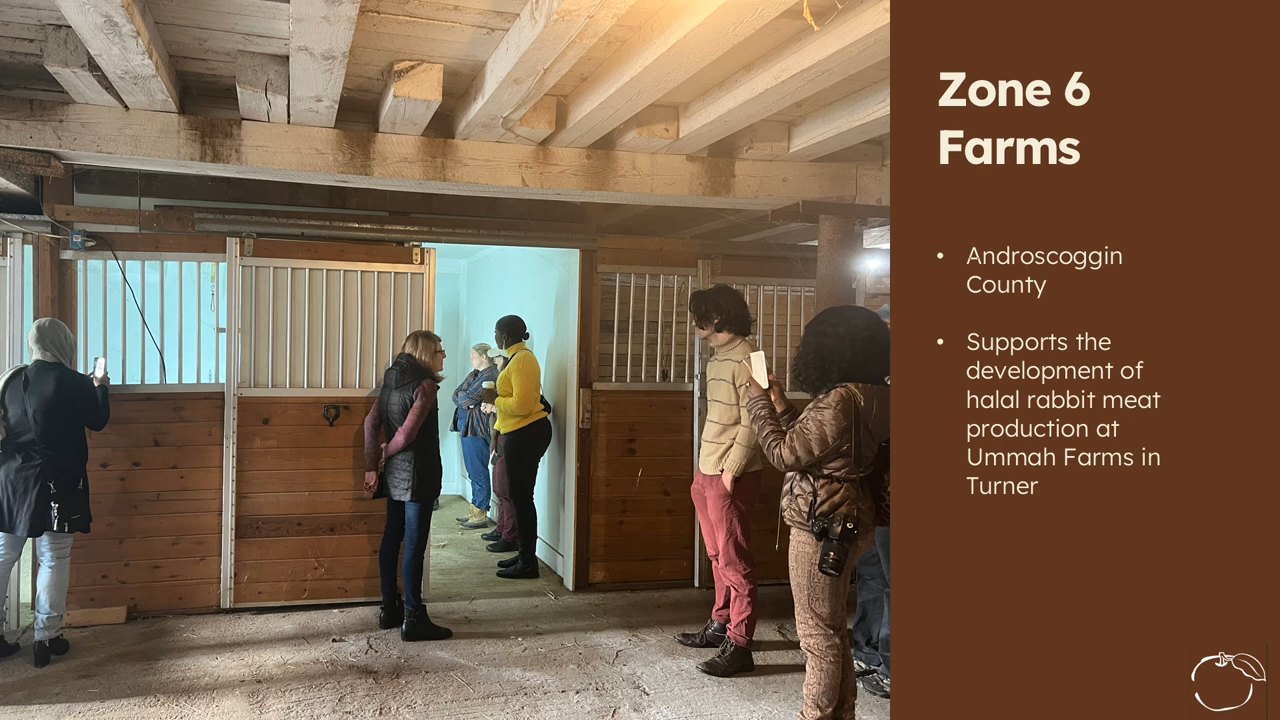 Zone 6
Farms
• Androscoggin
County
• Supports the
development of
halal rabbit meat
production at
Ummah Farms in
Turner